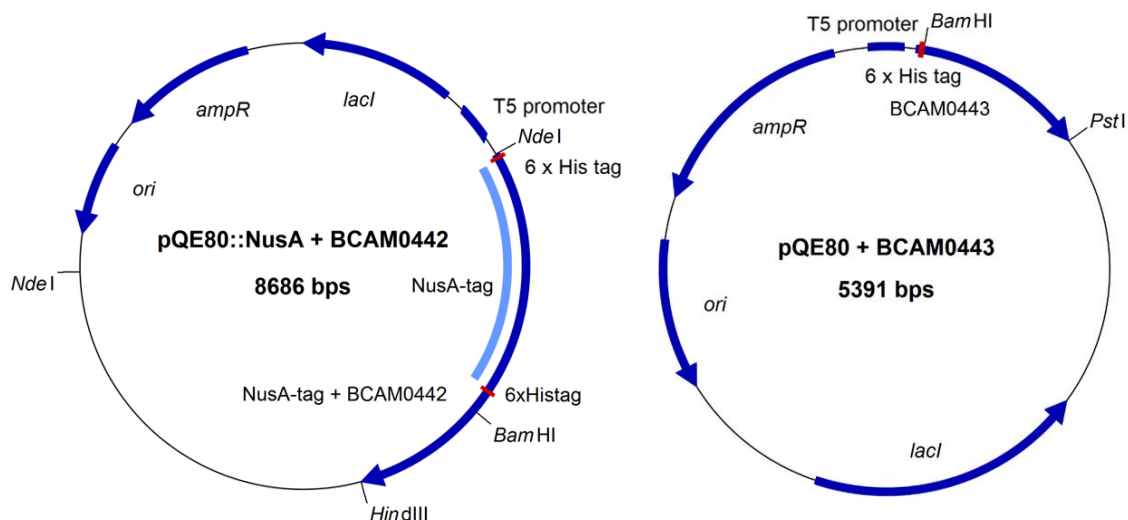 lacI
T5 promoter
NdeI
6 x His tag
ampR
ori
pQE80::NusA + BCAM0442
8686 bps
NdeI
NusA-tag
NusA-tag + BCAM0442
6xHistag
BamHI
HindIII
T5 promoter
BamHI
6 x His tag
BCAM0443
PstI
ampR
pQE80 + BCAM0443
5391 bps
ori
lacI